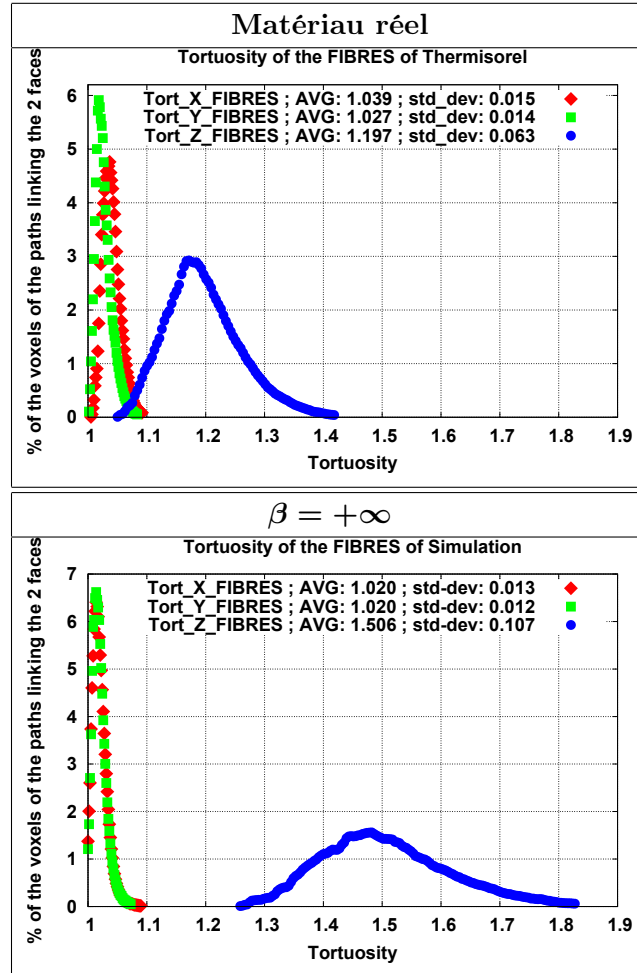 Matériau réel
Tortuosity of the FIBRES of Thermisorel
Tort_X_FIBRES ; AVG: 1.039 ; std_dev: 0.015
Tort_Y_FIBRES ; AVG: 1.027 ; std_dev: 0.014
Tort_Z_FIBRES ; AVG: 1.197 ; std_dev: 0.063
% of the voxels of the paths linking the 2 faces
6
5
4
3
2
1
0
1 1.1 1.2 1.3 1.4 1.5 1.6 1.7 1.8 1.9
Tortuosity
β = +∞
Tortuosity of the FIBRES of Simulation
Tort_X_FIBRES ; AVG: 1.020 ; std-dev: 0.013
Tort_Y_FIBRES ; AVG: 1.020 ; std-dev: 0.012
Tort_Z_FIBRES ; AVG: 1.506 ; std-dev: 0.107
% of the voxels of the paths linking the 2 faces
7
6
5
4
3
2
1
0
1 1.1 1.2 1.3 1.4 1.5 1.6 1.7 1.8 1.9
Tortuosity